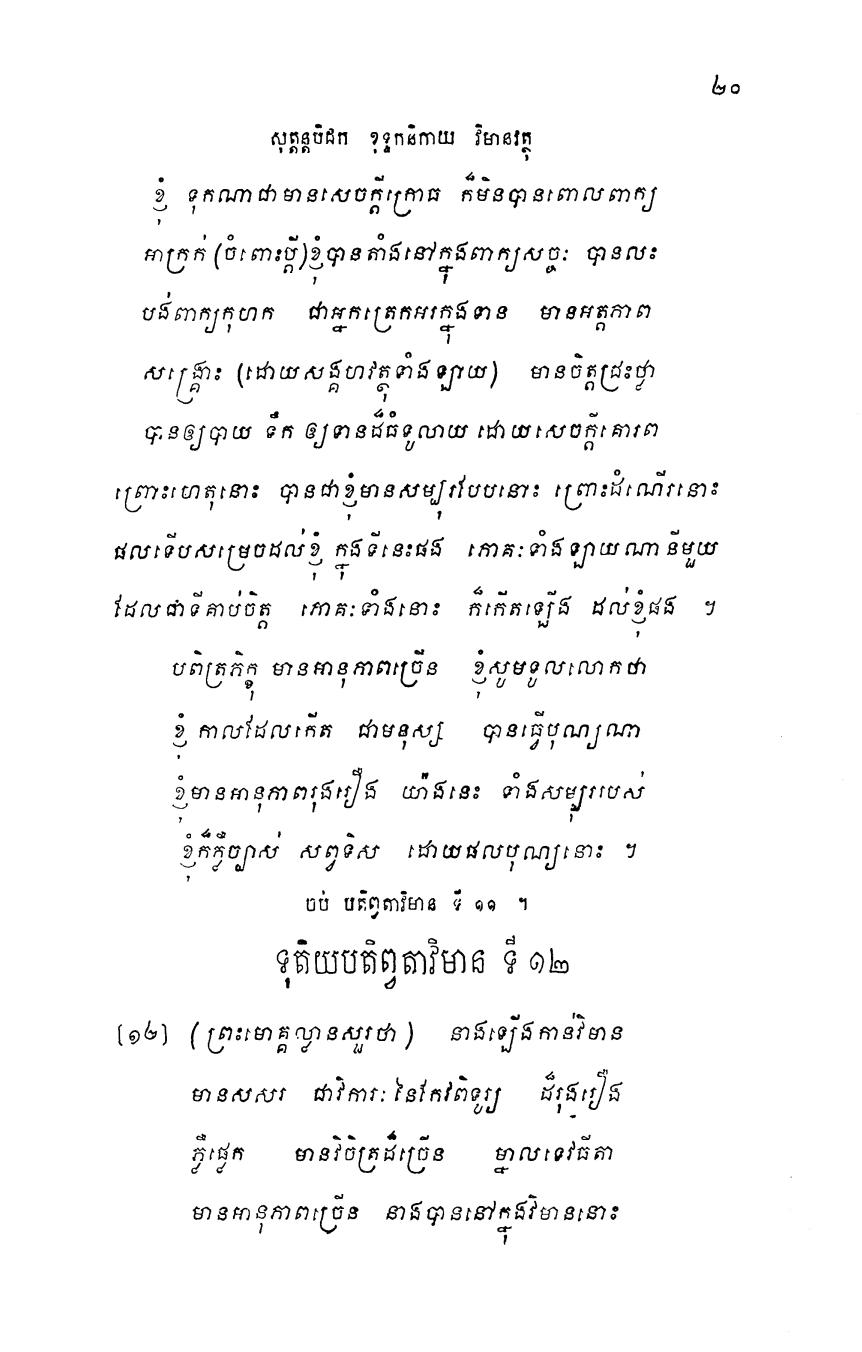 ២០
សុត្តន្តបិដក ខុទ្ទកនិកាយ វិមានវត្ថុ
ខ្ញុំ ទុកណាជាមានសេចក្តីក្រោធ ក៏មិនបានពោលពាក្យ
អាក្រក់ (ចំពោះប្តី) ខ្ញុំបានតាំងនៅក្នុងពាក្យសច្ចៈ បានលះ
បង់ពាក្យកុហក ជាអ្នកត្រេកអរក្នុងទាន មានអត្តភាព
សង្គ្រោះ (ដោយសង្គហវត្ថុទាំងឡាយ) មានចិត្តជ្រះថ្លា
បានឲ្យបាយ ទឹក ឲ្យទានដ៏ធំទូលាយ ដោយសេចក្តីគោរព
ព្រោះហេតុនោះ បានជាខ្ញុំមានសម្បុរបែបនោះ ព្រោះដំណើរនោះ
ផលទើបសម្រេចដល់ខ្ញុំ ក្នុងទីនេះផង ភោគៈទាំងឡាយណានីមួយ
ដែលជាទីគាប់ចិត្ត ភោគៈទាំងនោះ ក៏កើតឡើង ដល់ខ្ញុំផង ។
បពិត្រភិក្ខុ មានអានុភាពច្រើន ខ្ញុំសូមទូលលោកថា
ខ្ញុំ កាលដែលកើត ជាមនុស្ស បានធ្វើបុណ្យណា
ខ្ញុំមានអានុភាពរុងរឿង យ៉ាងនេះ ទាំងសម្បុររបស់
ខ្ញុំក៏ភ្លឺច្បាស់ សព្វទិស ដោយផលបុណ្យនោះ ។
ចប់ បតិព្វតាវិមាន ទី ១១ ។
ទុតិយបតិព្វតាវិមាន ទី ១២
[១២] (ព្រះមោគ្គល្លានសួរថា) នាងឡើងកាន់វិមាន
មានសសរ ជាវិការៈនៃកែវពិទូរ្យ ដ៏រុងរឿង
ភ្លឺផ្លេក មានវិចិត្រដ៏ច្រើន ម្នាលទេវធីតា
មានអានុភាពច្រើន នាងបាននៅក្នុងវិមាននោះ